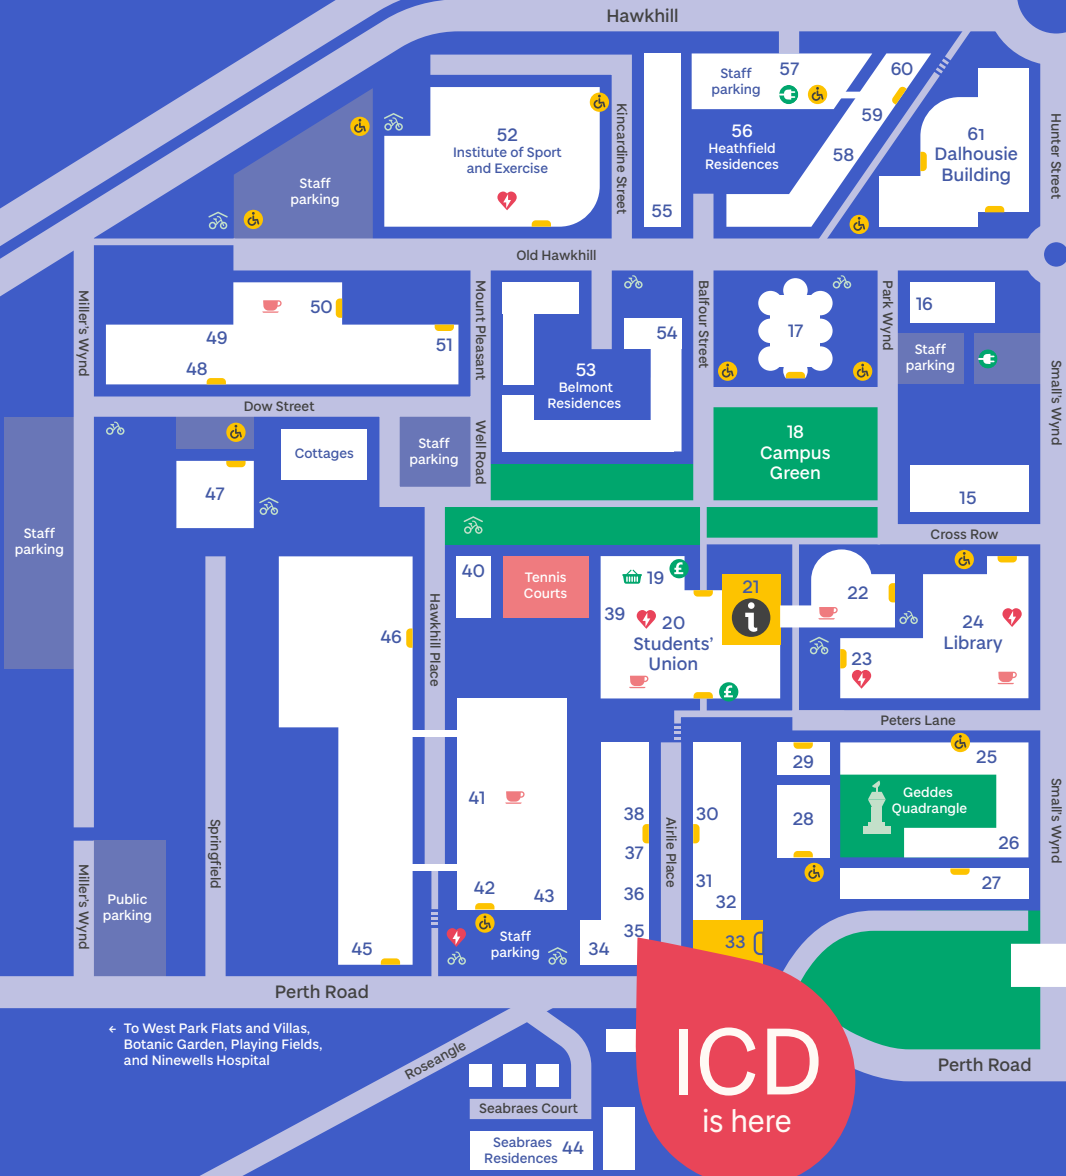 Hawkhill
Staff
parking
57
60
52
Institute of Sport
and Exercise
Kincardine Street
56
Heathfield
Residences
59
58
61
Dalhousie
Building
Hunter Street
Staff
parking
55
Old Hawkhill
Miller's Wynd
50
49
48
51
Mount Pleasant
54
53
Belmont
Residences
Balfour Street
17
Park Wynd
16
Staff
parking
Small's Wynd
Dow Street
Cottages
Staff
parking
Well Road
18
Campus
Green
47
15
Staff
parking
Cross Row
40
Tennis
Courts
£
19
21
i
22
39
20
Students'
Union
£
24
Library
23
46
Hawkhill Place
Peters Lane
29
25
Geddes
Quadrangle
28
26
27
Small's Wynd
41
38
37
36
35
34
Airlie Place
30
31
32
33
Springfield
Miller's Wynd
Public
parking
42
43
45
Staff
parking
Perth Road
← To West Park Flats and Villas,
Botanic Garden, Playing Fields,
and Ninewells Hospital
Roseangle
ICD
is here
Perth Road
Seabraes Court
Seabraes
Residences
44